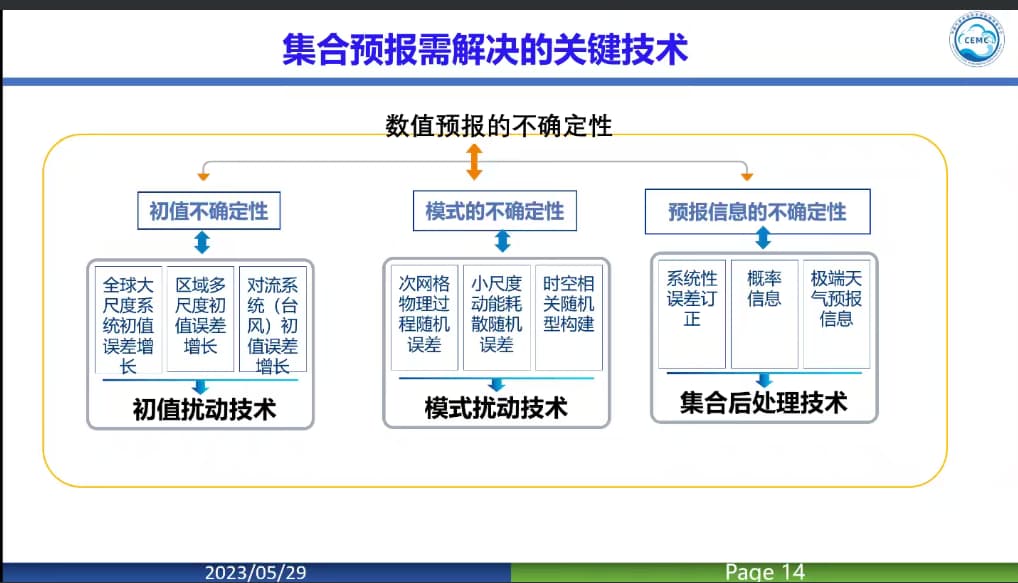 集合预报需解决的关键技术
CEMC
数值预报的不确定性
初值不确定性
模式的不确定性
预报信息的不确定性
全球大
尺度系
统初值
误差增
长
区域多
尺度初
值误差
增长
对流系
统（台
风）初
值误差
增长
次网格
物理过
程随机
误差
小尺度
动能耗
散随机
误差
时空相
关随机
型构建
系统性
误差订
正
概率
信息
极端天
气预报
信息
初值扰动技术
模式扰动技术
集合后处理技术
2023/05/29
Page 14